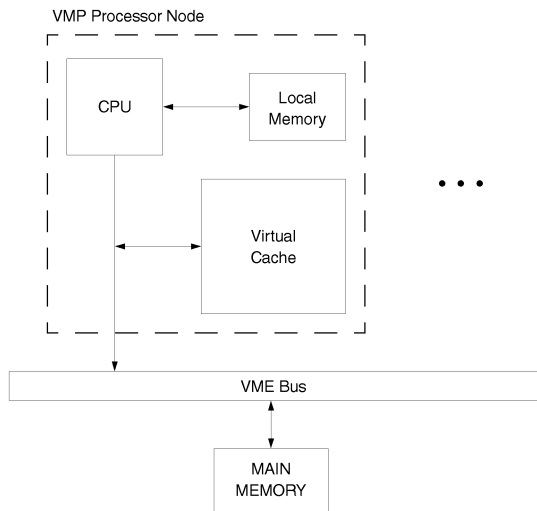 VMP Processor Node
CPU
Local
Memory
Virtual
Cache
VME Bus
MAIN
MEMORY